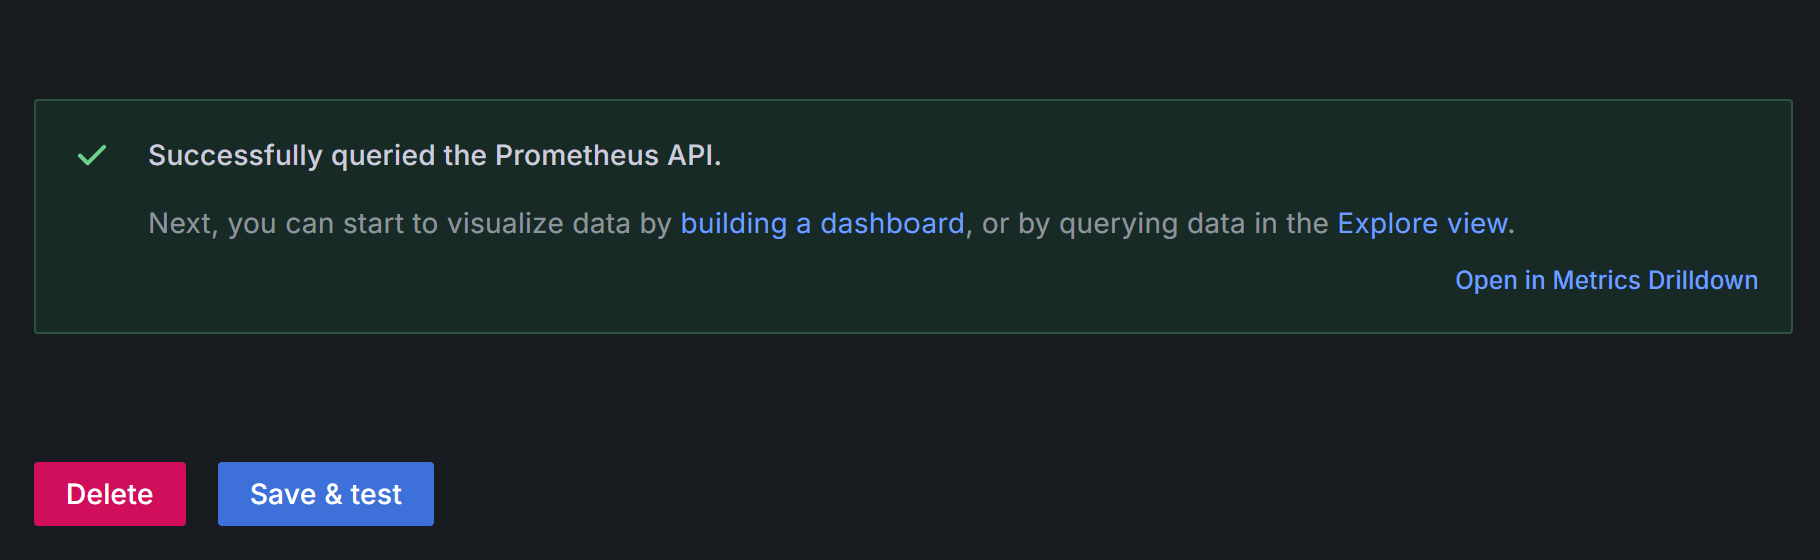 Successfully queried the Prometheus API.
Next, you can start to visualize data by building a dashboard, or by querying data in the Explore view.
Open in Metrics Drilldown
Delete
Save & test